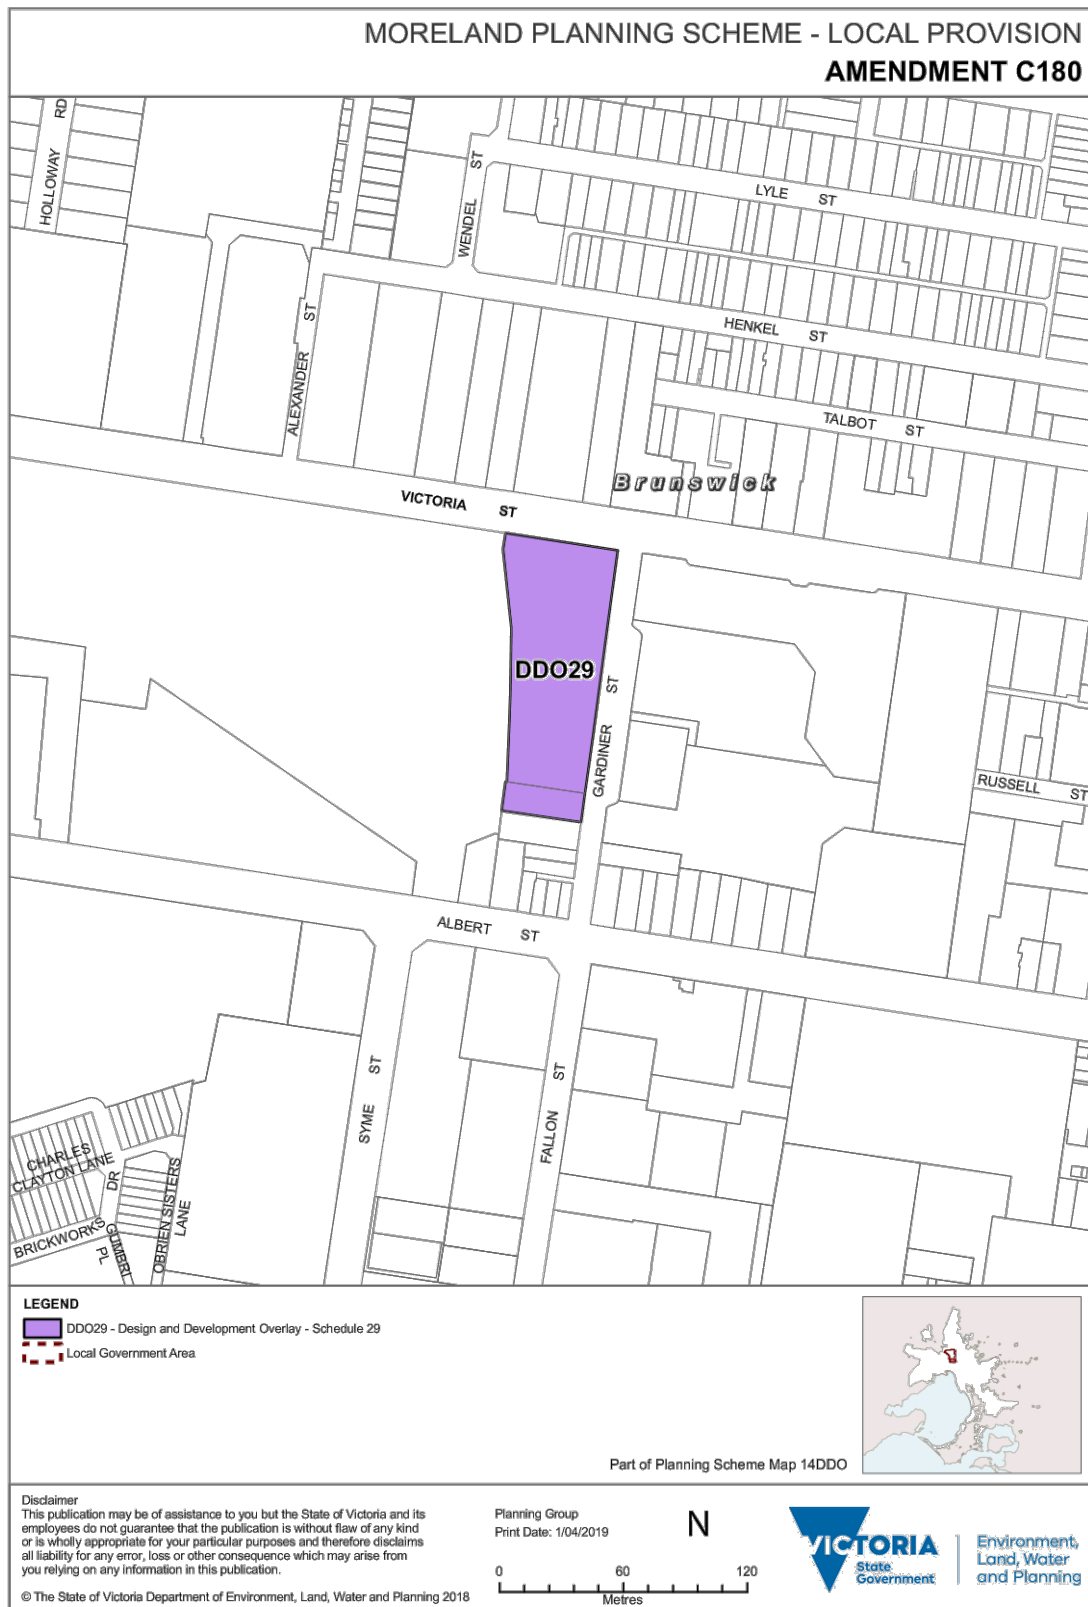 MORELAND PLANNING SCHEME - LOCAL PROVISION
AMENDMENT C180
HOLLOWAY RD
WENDEL ST
LYLE ST
ALEXANDER ST
HENKEL ST
TALBOT ST
Brunswick
VICTORIA ST
DDO29
GARDINER ST
RUSSELL ST
ALBERT ST
SYME ST
FALLON ST
CHARLES
CLAYTON LANE
BRICKWORKS DR
GUMBRI
PL
OBRIEN SISTERS
LANE
LEGEND
DDO29 - Design and Development Overlay - Schedule 29
Local Government Area
Part of Planning Scheme Map 14DDO
Disclaimer
This publication may be of assistance to you but the State of Victoria and its
employees do not guarantee that the publication is without flaw of any kind
or is wholly appropriate for your particular purposes and therefore disclaims
all liability for any error, loss or other consequence which may arise from
you relying on any information in this publication.
© The State of Victoria Department of Environment, Land, Water and Planning 2018
Planning Group
Print Date: 1/04/2019
N
0 60 120
Metres
VICTORIA
State
Government
Environment,
Land, Water
and Planning